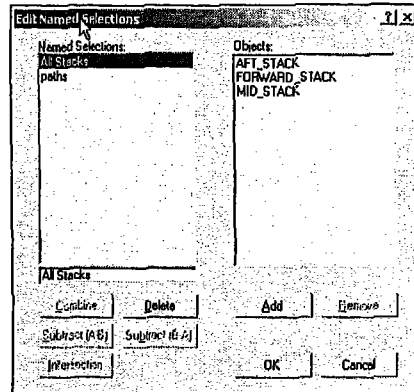 Edit Named Selections
Named Selections:
All Stacks
paths
All Stacks
Objects:
AFT_STACK
FORWARD_STACK
MID_STACK
Combine
Delete
Add
Remove
Subtract (A-B)
Subtract (B-A)
Intersection
OK
Cancel